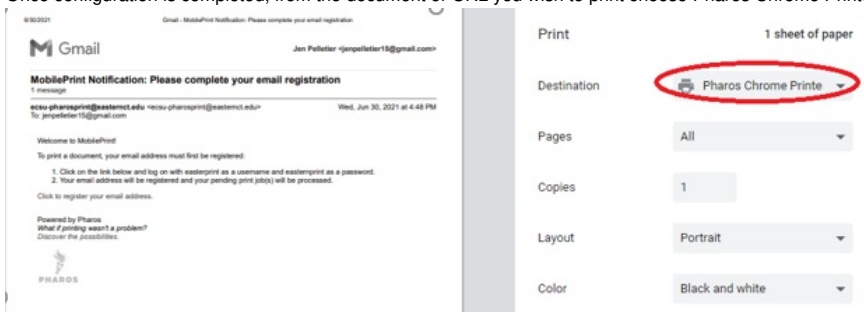 Once configuration is completed, from the document or URL you wish to print choose Pharos Chrome Print
6/30/2021
Gmail - MobilePrint Notification: Please complete your email registration
Gmail
Jen Pelletier <jenpelletier15@gmail.com>
MobilePrint Notification: Please complete your email registration
1 message
ecsu-pharosprint@easternct.edu <ecsu-pharosprint@easternct.edu>
Wed, Jun 30, 2021 at 4:48 PM
To: jenpelletier15@gmail.com
Welcome to MobilePrint!
To print a document, your email address must first be registered:
1. Click on the link below and log on with easterprint as a username and easternprint as a password.
2. Your email address will be registered and your pending print job(s) will be processed.
Click to register your email address.
Powered by Pharos
What if printing wasn't a problem?
Discover the possibilities.
PHAROS
Print
1 sheet of paper
Destination
Pharos Chrome Printe
Pages
All
Copies
1
Layout
Portrait
Color
Black and white